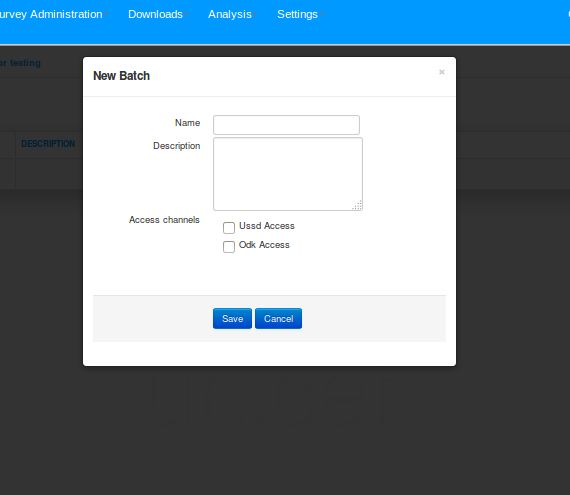 urvey Administration Downloads Analysis Settings
er testing
New Batch ×
DESCRIPTION
Name
Description
Access channels
Ussd Access
Odk Access
Save Cancel